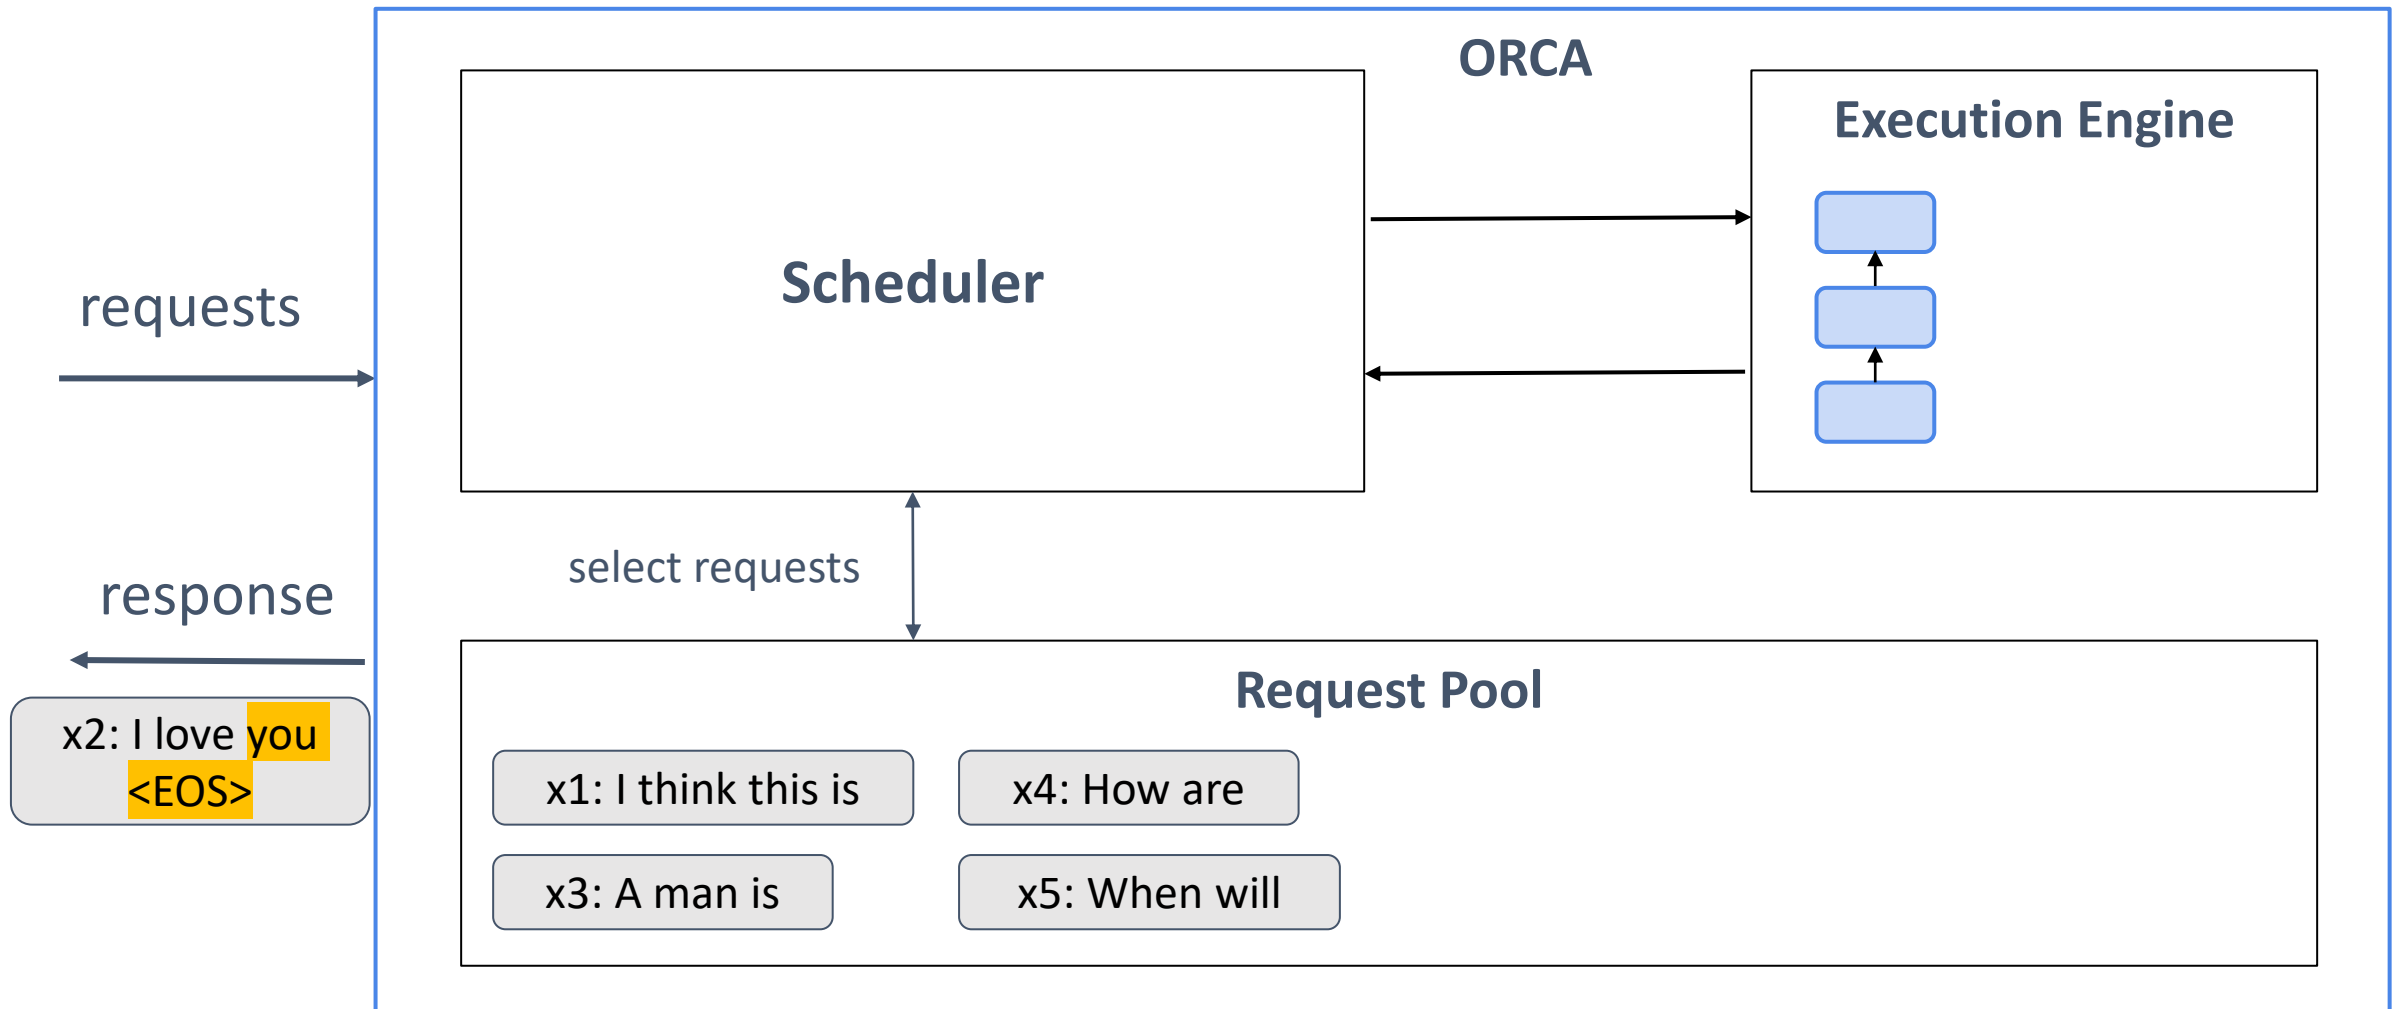 ORCA
Execution Engine
Scheduler
requests
select requests
response
Request Pool
x2: I love you
<EOS>
x1: I think this is
x4: How are
x3: A man is
x5: When will